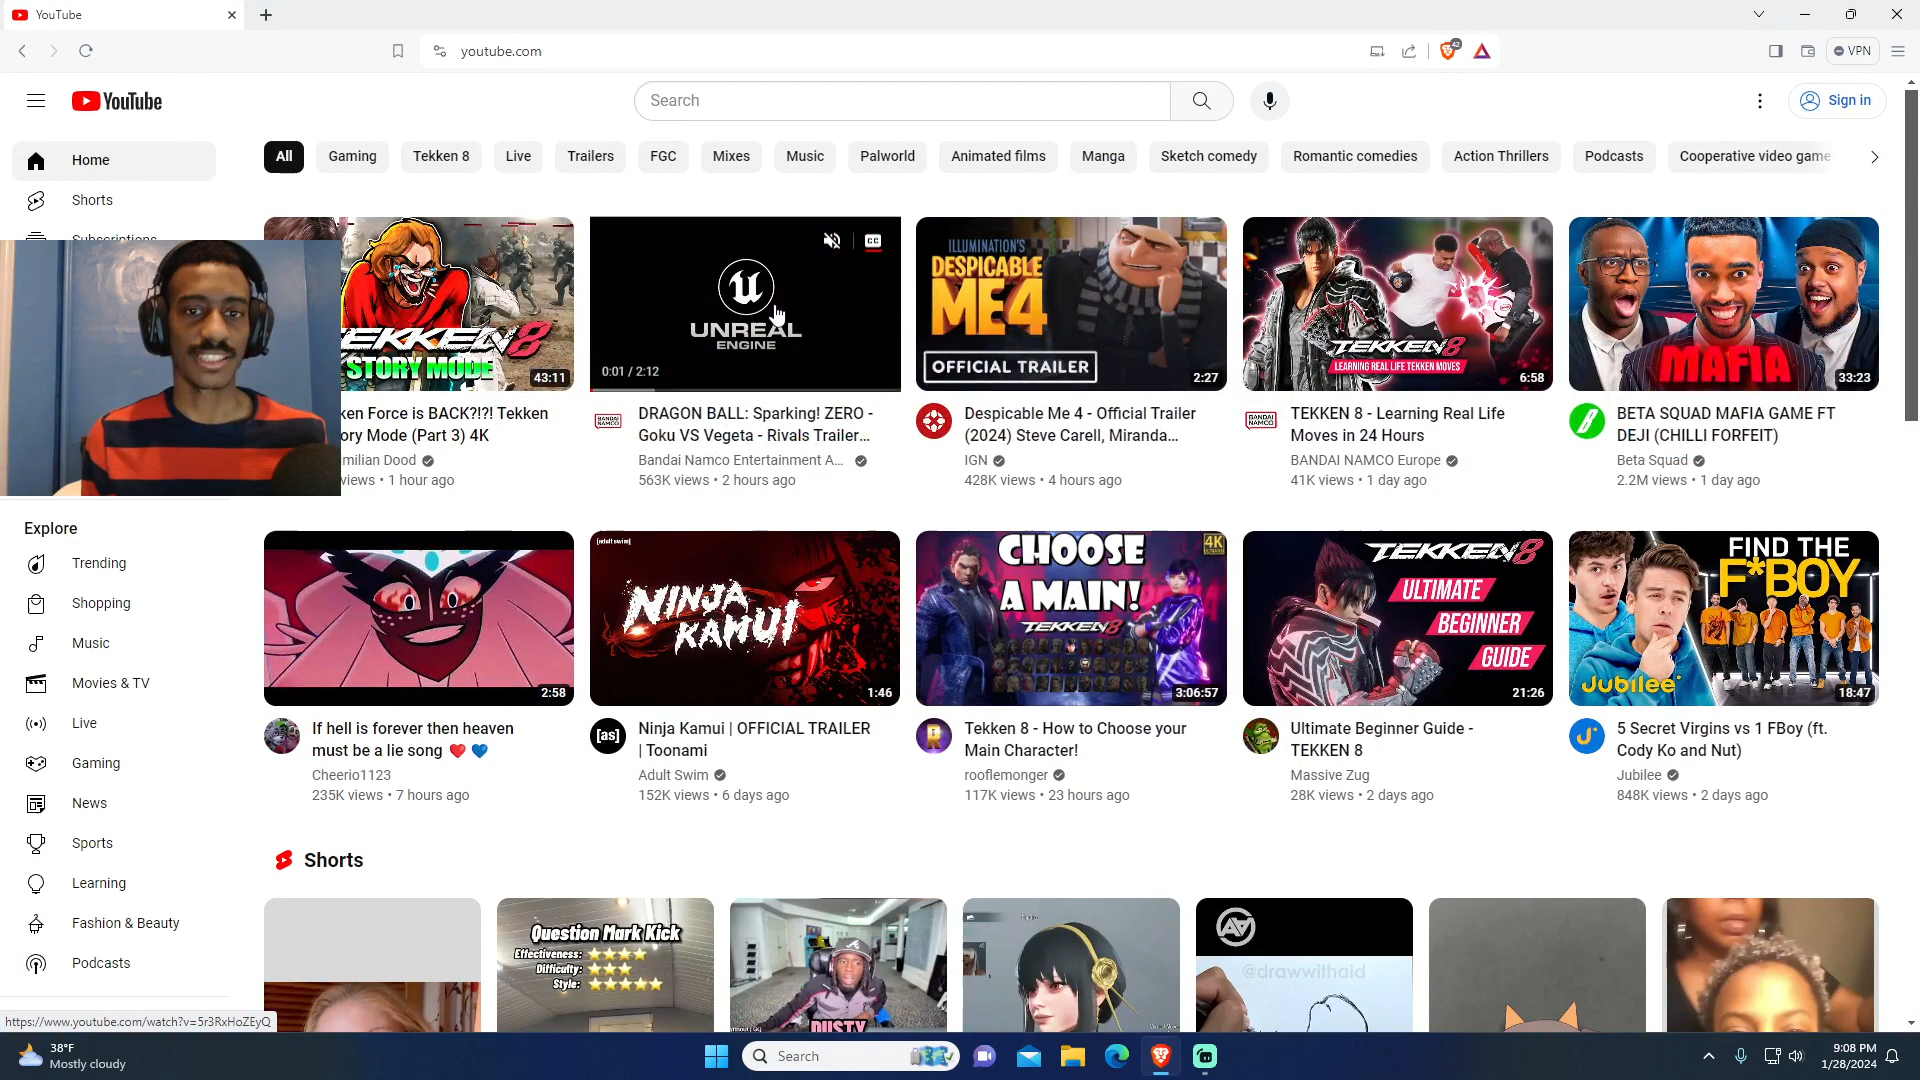 YouTube
youtube.com
42
VPN
YouTube
Search
Sign in
Home
Shorts
All
Gaming
Tekken 8
Live
Trailers
FGC
Mixes
Music
Palworld
Animated films
Manga
Sketch comedy
Romantic comedies
Action Thrillers
Podcasts
Cooperative video game
STORY MODE
43:11
ken Force is BACK?!?! Tekken
ory Mode (Part 3) 4K
milian Dood
views • 1 hour ago
CC
UNREAL
ENGINE
0:01 / 2:12
BANDAI
NAMCO
DRAGON BALL: Sparking! ZERO -
Goku VS Vegeta - Rivals Trailer...
Bandai Namco Entertainment A...
563K views • 2 hours ago
ILLUMINATION'S
DESPICABLE
ME4
OFFICIAL TRAILER
2:27
Despicable Me 4 - Official Trailer
(2024) Steve Carell, Miranda...
IGN
428K views • 4 hours ago
TEKKEN 8
LEARNING REAL LIFE TEKKEN MOVES
6:58
BANDAI
NAMCO
TEKKEN 8 - Learning Real Life
Moves in 24 Hours
BANDAI NAMCO Europe
41K views • 1 day ago
MAFIA
33:23
BETA SQUAD MAFIA GAME FT
DEJI (CHILLI FORFEIT)
Beta Squad
2.2M views • 1 day ago
Explore
Trending
Shopping
Music
Movies & TV
Live
Gaming
News
Sports
Learning
Fashion & Beauty
Podcasts
2:58
If hell is forever then heaven
must be a lie song ❤️ 💙
Cheerio1123
235K views • 7 hours ago
[adult swim]
NINJA
KAMUI
1:46
[as]
Ninja Kamui | OFFICIAL TRAILER
| Toonami
Adult Swim
152K views • 6 days ago
CHOOSE
A MAIN!
TEKKEN 8
4K
3:06:57
Tekken 8 - How to Choose your
Main Character!
rooflemonger
117K views • 23 hours ago
TEKKEN 8
ULTIMATE
BEGINNER
GUIDE
21:26
Ultimate Beginner Guide -
TEKKEN 8
Massive Zug
28K views • 2 days ago
FIND THE
F*BOY
Jubilee
18:47
5 Secret Virgins vs 1 FBoy (ft.
Cody Ko and Nut)
Jubilee
848K views • 2 days ago
Shorts
Question Mark Kick
Effectiveness:
Difficulty:
Style:
DUSTY
@drawwithaid
https://www.youtube.com/watch?v=5r3RxHoZEyQ
38°F
Mostly cloudy
Search
9:08 PM
1/28/2024